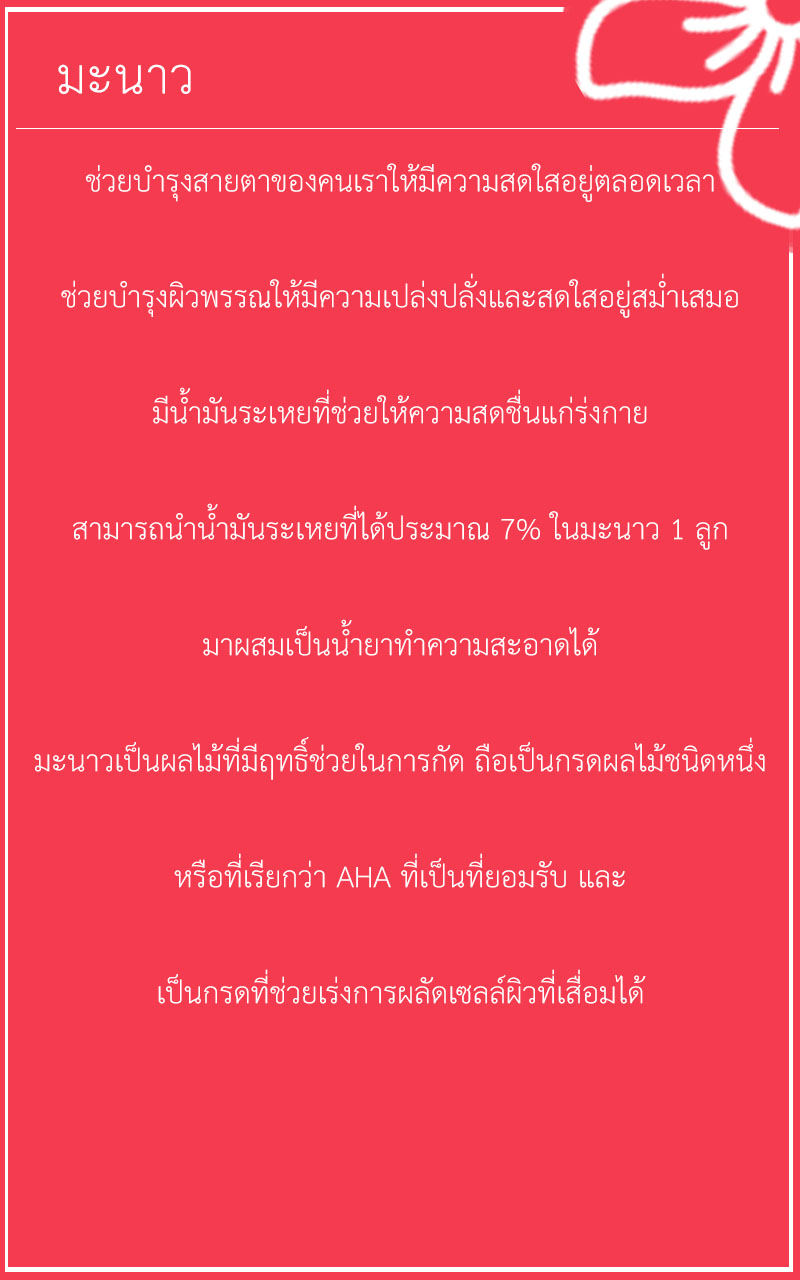 มะนาว
ช่วยบำรุงสายตาของคนเราให้มีความสดใสอยู่ตลอดเวลา
ช่วยบำรุงผิวพรรณให้มีความเปล่งปลั่งและสดใสอยู่สม่ำเสมอ
มีน้ำมันระเหยที่ช่วยให้ความสดชื่นแก่ร่งกาย
สามารถนำน้ำมันระเหยที่ได้ประมาณ 7% ในมะนาว 1 ลูก
มาผสมเป็นน้ำยาทำความสะอาดได้
มะนาวเป็นผลไม้ที่มีฤทธิ์ช่วยในการกัด ถือเป็นกรดผลไม้ชนิดหนึ่ง
หรือที่เรียกว่า AHA ที่เป็นที่ยอมรับ และ
เป็นกรดที่ช่วยเร่งการผลัดเซลล์ผิวที่เสื่อมได้